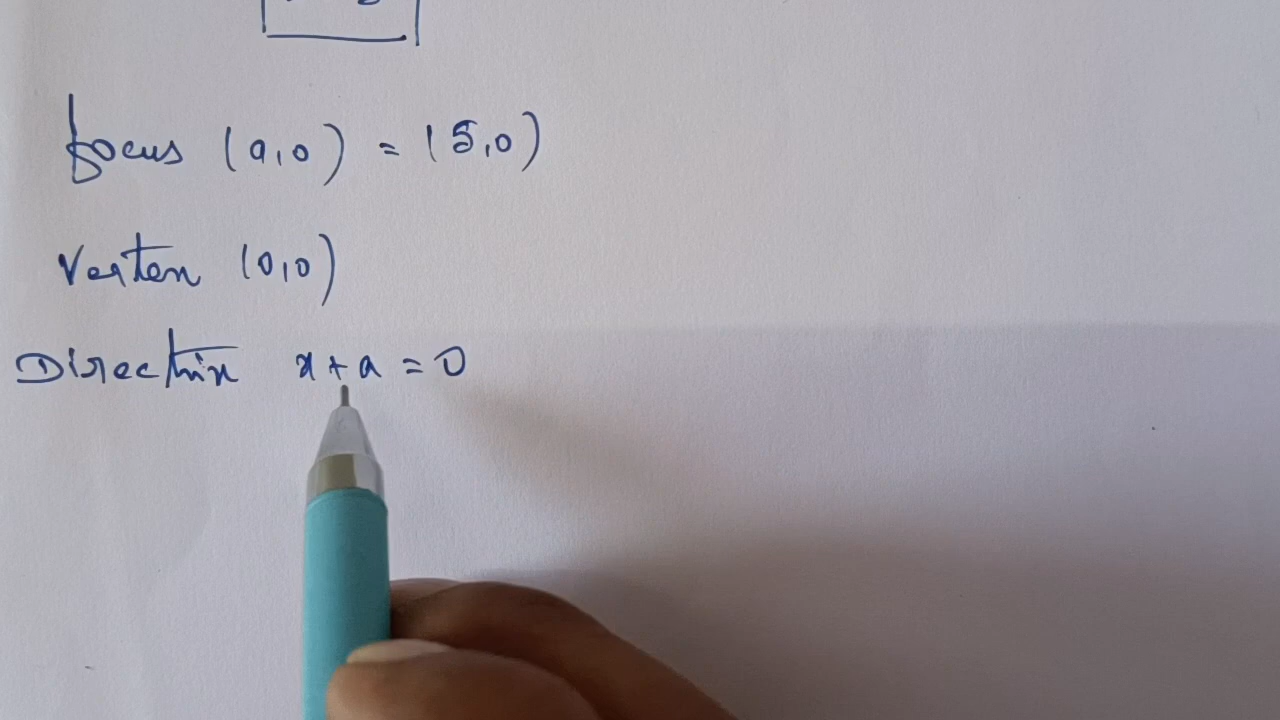 focus (a,0) = (5,0)
Vertex (0,0)
Directrix x + a = 0